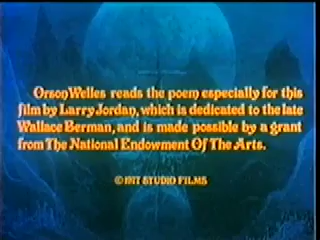 Orson Welles reads the poem especially for this
film by Larry Jordan, which is dedicated to the late
Wallace Berman, and is made possible by a grant
from The National Endowment Of The Arts.
© 1977 STUDIO FILMS